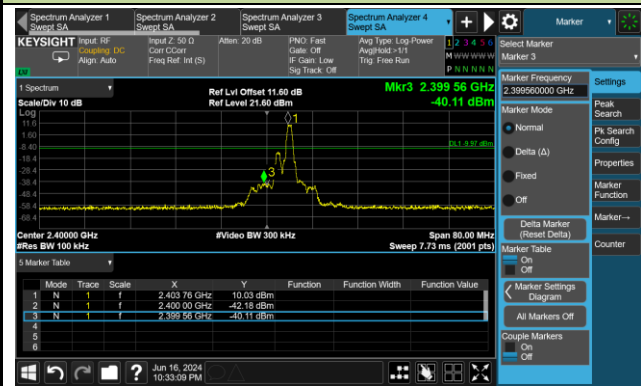 Spectrum Analyzer 1
Swept SA
Spectrum Analyzer 2
Swept SA
Spectrum Analyzer 3
Swept SA
Spectrum Analyzer 4
Swept SA
Marker
KEYSIGHT
Input: RF
Coupling: DC
Align: Auto
Input Z: 50 Ω
Corr CCorr
Freq Ref: Int (S)
Atten: 20 dB
PNO: Fast
Gate: Off
IF Gain: Low
Sig Track: Off
Avg Type: Log-Power
Avg|Hold:>1/1
Trig: Free Run
1 2 3 4 5 6
M W W W W W
P N N N N N
LW
Select Marker
Marker 3
Marker Frequency
2.399560000 GHz
Marker Mode
Normal
Delta (Δ)
Fixed
Off
Delta Marker
(Reset Delta)
Marker Table
On
Off
Marker Settings
Diagram
All Markers Off
Couple Markers
On
Off
Settings
Peak
Search
Pk Search
Config
Properties
Marker
Function
Marker→
Counter
1 Spectrum
Scale/Div 10 dB
Ref Lvl Offset 11.60 dB
Ref Level 21.60 dBm
Mkr3 2.399 56 GHz
-40.11 dBm
Log
11.6
1.60
-8.40
-18.4
-28.4
-38.4
-48.4
-58.4
-68.4
1
3
DL1 -9.97 dBm
Center 2.40000 GHz
#Video BW 300 kHz
Span 80.00 MHz
#Res BW 100 kHz
Sweep 7.73 ms (2001 pts)
5 Marker Table
Mode Trace Scale X Y Function Function Width Function Value
1 N 1 f 2.403 76 GHz 10.03 dBm
2 N 1 f 2.400 00 GHz -42.18 dBm
3 N 1 f 2.399 56 GHz -40.11 dBm
4
5
6
Jun 16, 2024
10:33:09 PM